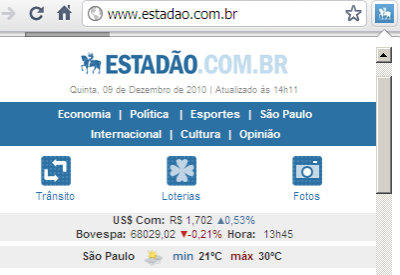 www.estadao.com.br
ESTADÃO.COM.BR
Quinta, 09 de Dezembro de 2010 | Atualizado às 14h11
Economia | Política | Esportes | São Paulo
Internacional | Cultura | Opinião
Trânsito Loterias Fotos
US$ Com: R$ 1,702 ▲0,53%
Bovespa: 68029,02 ▼-0,21% Hora: 13h45
São Paulo min 21ºC máx 30ºC